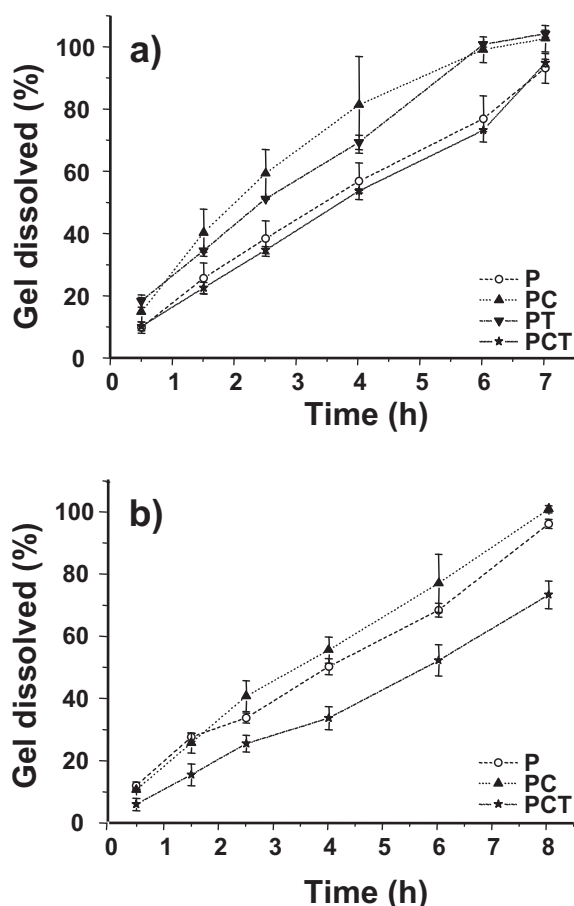 a)
Gel dissolved (%)
100
80
60
40
20
0
0 1 2 3 4 5 6 7
Time (h)
P
PC
PT
PCT
b)
Gel dissolved (%)
100
80
60
40
20
0
0 1 2 3 4 5 6 7 8
Time (h)
P
PC
PCT